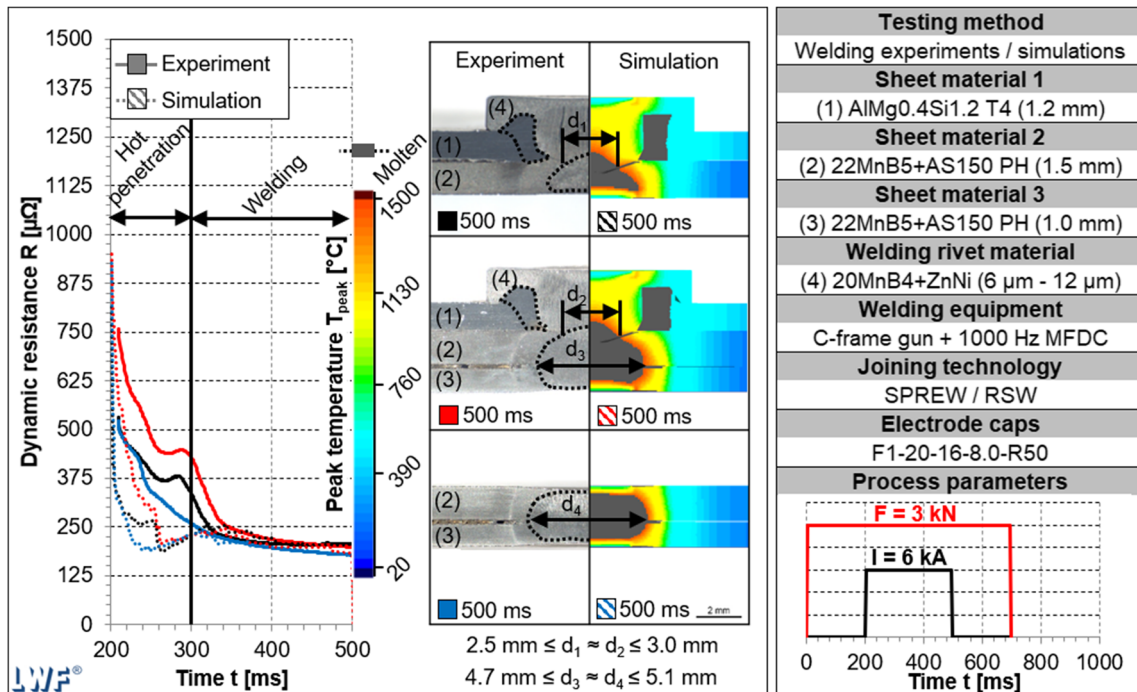 1500
1375
1250
1125
1000
875
750
625
500
375
250
125
0
Dynamic resistance R [µΩ]
200
300
400
500
Time t [ms]
Experiment
Simulation
Hot
penetration
Welding
Molten
Peak temperature Tpeak [°C]
1500
1130
760
390
20
LWF®
Experiment
Simulation
(4)
d1
(1)
(2)
500 ms
500 ms
(4)
d2
(1)
(2)
d3
(3)
500 ms
500 ms
(2)
d4
(3)
500 ms
500 ms
2 mm
2.5 mm ≤ d1 ≈ d2 ≤ 3.0 mm
4.7 mm ≤ d3 ≈ d4 ≤ 5.1 mm
Testing method
Welding experiments / simulations
Sheet material 1
(1) AlMg0.4Si1.2 T4 (1.2 mm)
Sheet material 2
(2) 22MnB5+AS150 PH (1.5 mm)
Sheet material 3
(3) 22MnB5+AS150 PH (1.0 mm)
Welding rivet material
(4) 20MnB4+ZnNi (6 µm - 12 µm)
Welding equipment
C-frame gun + 1000 Hz MFDC
Joining technology
SPREW / RSW
Electrode caps
F1-20-16-8.0-R50
Process parameters
F = 3 kN
I = 6 kA
0 200 400 600 800 1000
Time t [ms]